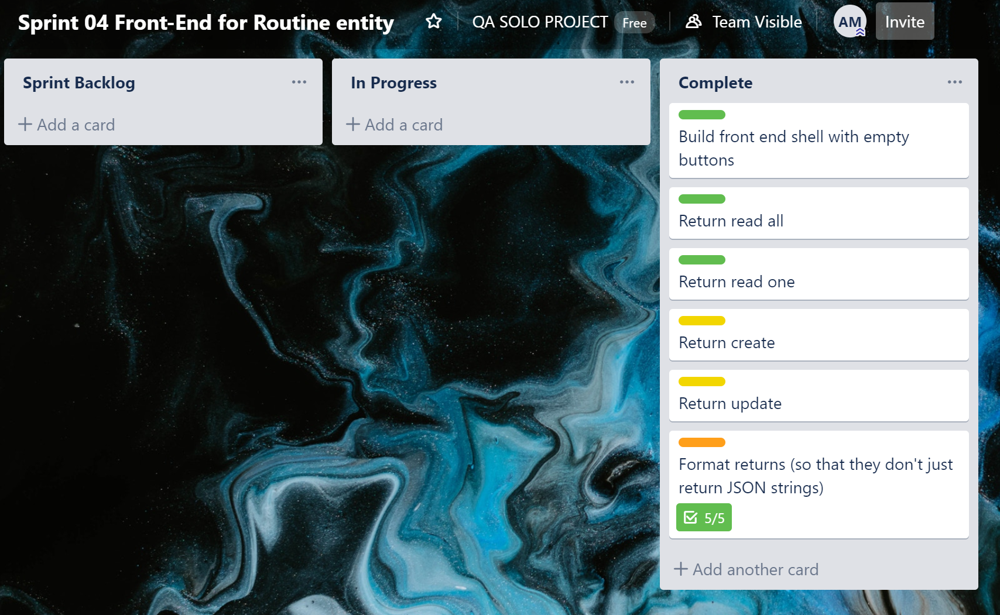 Sprint 04 Front-End for Routine entity
QA SOLO PROJECT Free
Team Visible
AM
Invite
Sprint Backlog
Add a card
In Progress
Add a card
Complete
Build front end shell with empty
buttons
Return read all
Return read one
Return create
Return update
Format returns (so that they don't just
return JSON strings)
5/5
Add another card